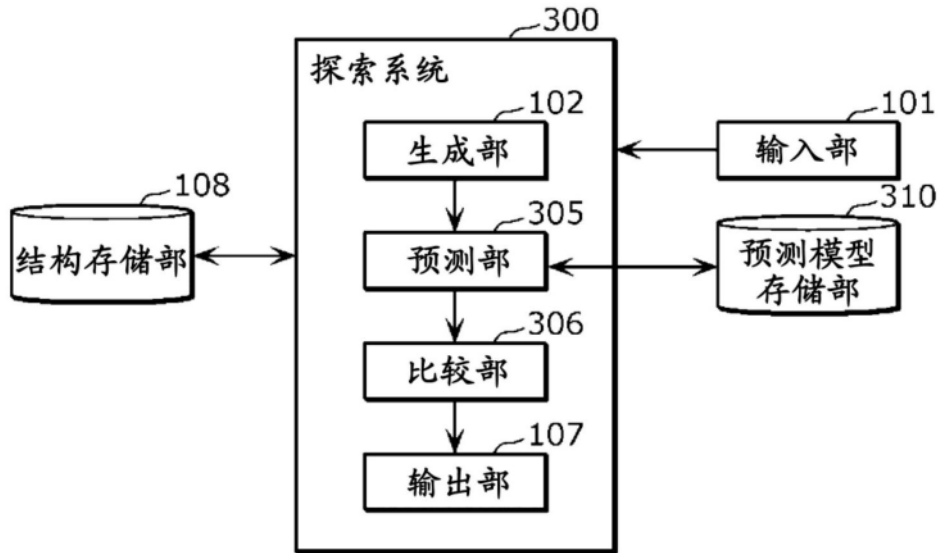 300
探索系统
102
生成部
101
输入部
108
结构存储部
305
预测部
310
预测模型
存储部
306
比较部
107
输出部